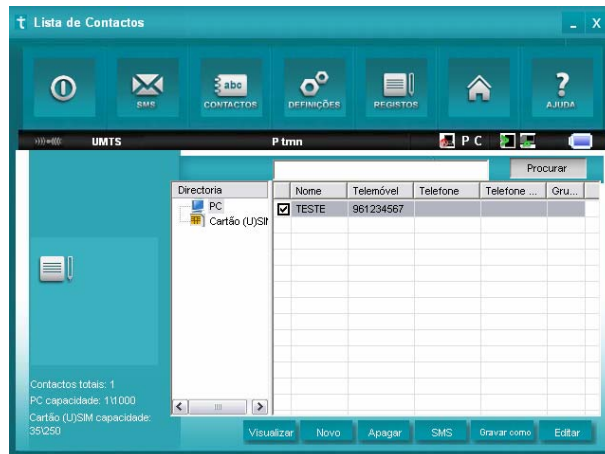 t Lista de Contactos - X
SMS CONTACTOS DEFINIÇÕES REGISTOS ? AJUDA
abc
UMTS P tmn P C
Procurar
Directoria Nome Telemóvel Telefone Telefone ... Gru...
PC TESTE 961234567
Cartão (U)SIM
Contactos totais: 1
PC capacidade: 1\1000
Cartão (U)SIM capacidade:
35\250
Visualizar Novo Apagar SMS Gravar como Editar